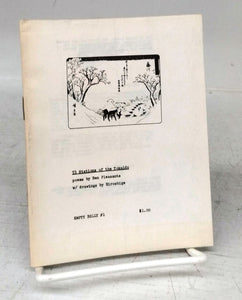 53 Stations of the Tokaido
poems by Ben Pleasants
w/ drawings by Hiroshige
EMPTY BELLY #1 $1.00